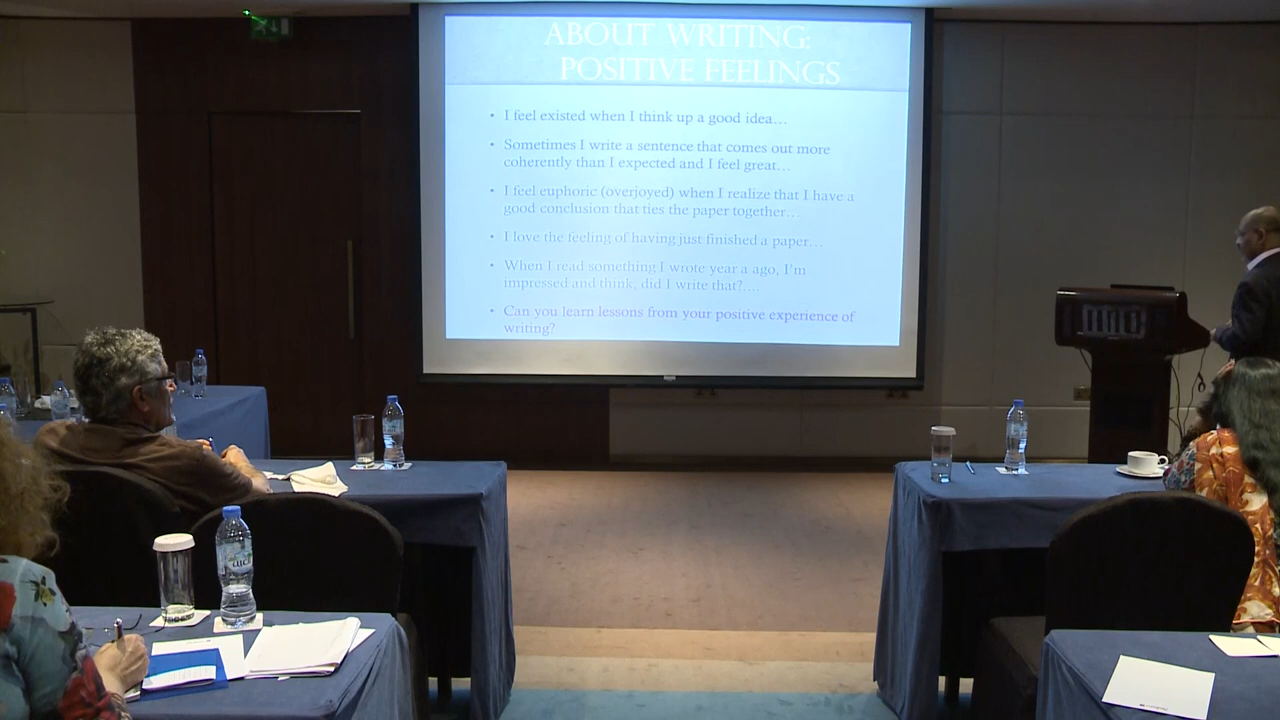 ABOUT WRITING:
POSITIVE FEELINGS
• I feel existed when I think up a good idea…
• Sometimes I write a sentence that comes out more
coherently than I expected and I feel great…
• I feel euphoric (overjoyed) when I realize that I have a
good conclusion that ties the paper together…
• I love the feeling of having just finished a paper…
• When I read something I wrote year a ago, I'm
impressed and think, did I write that?….
• Can you learn lessons from your positive experience of
writing?